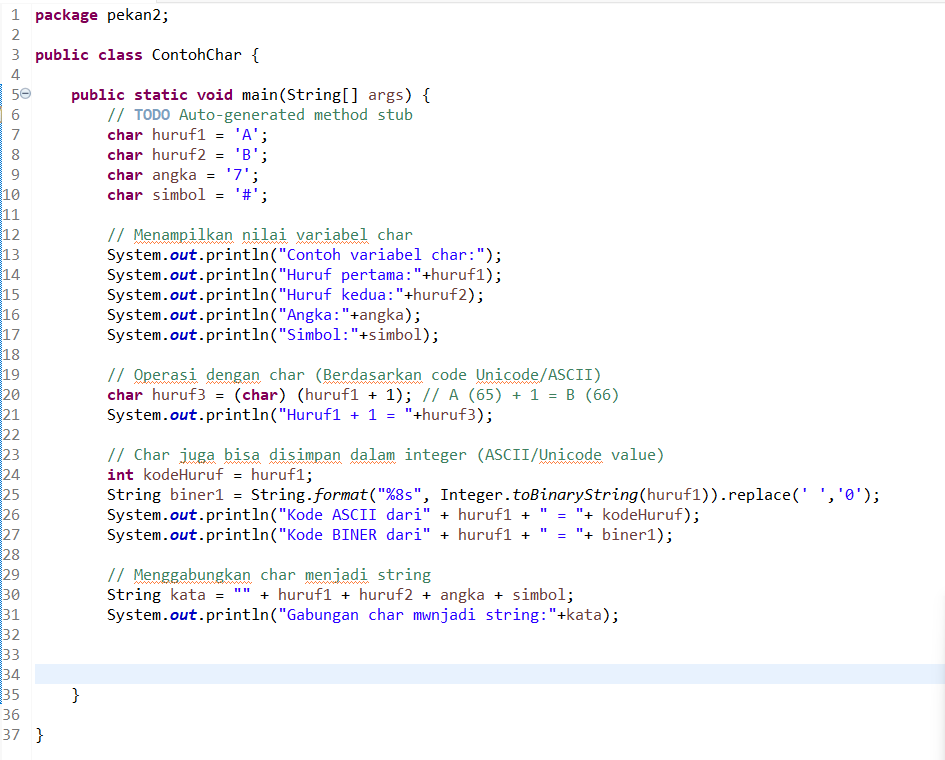 1 package pekan2;
2
3 public class ContohChar {
4
5     public static void main(String[] args) {
6         // TODO Auto-generated method stub
7         char huruf1 = 'A';
8         char huruf2 = 'B';
9         char angka = '7';
10         char simbol = '#';
11
12         // Menampilkan nilai variabel char
13         System.out.println("Contoh variabel char:");
14         System.out.println("Huruf pertama:"+huruf1);
15         System.out.println("Huruf kedua:"+huruf2);
16         System.out.println("Angka:"+angka);
17         System.out.println("Simbol:"+simbol);
18
19         // Operasi dengan char (Berdasarkan code Unicode/ASCII)
20         char huruf3 = (char) (huruf1 + 1); // A (65) + 1 = B (66)
21         System.out.println("Huruf1 + 1 = "+huruf3);
22
23         // Char juga bisa disimpan dalam integer (ASCII/Unicode value)
24         int kodeHuruf = huruf1;
25         String biner1 = String.format("%8s", Integer.toBinaryString(huruf1)).replace(' ','0');
26         System.out.println("Kode ASCII dari" + huruf1 + " = "+ kodeHuruf);
27         System.out.println("Kode BINER dari" + huruf1 + " = "+ biner1);
28
29         // Menggabungkan char menjadi string
30         String kata = "" + huruf1 + huruf2 + angka + simbol;
31         System.out.println("Gabungan char mwnjadi string:"+kata);
32
33
34
35     }
36
37 }